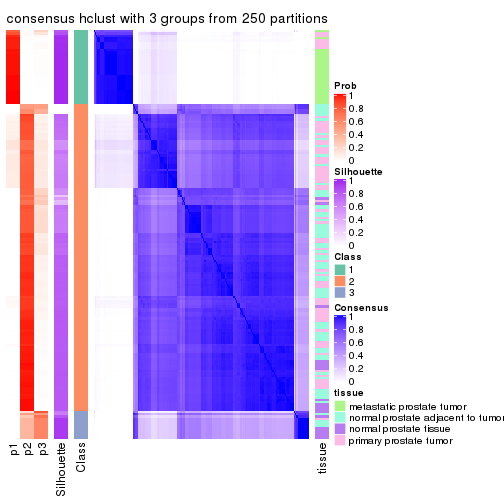 consensus hclust with 3 groups from 250 partitions
Prob
1
0.8
0.6
0.4
0.2
0
Silhouette
1
0.8
0.6
0.4
0.2
0
Class
1
2
3
Consensus
1
0.8
0.6
0.4
0.2
0
tissue
metastatic prostate tumor
normal prostate adjacent to tumor
normal prostate tissue
primary prostate tumor
p1
p2
p3
Silhouette
Class
tissue